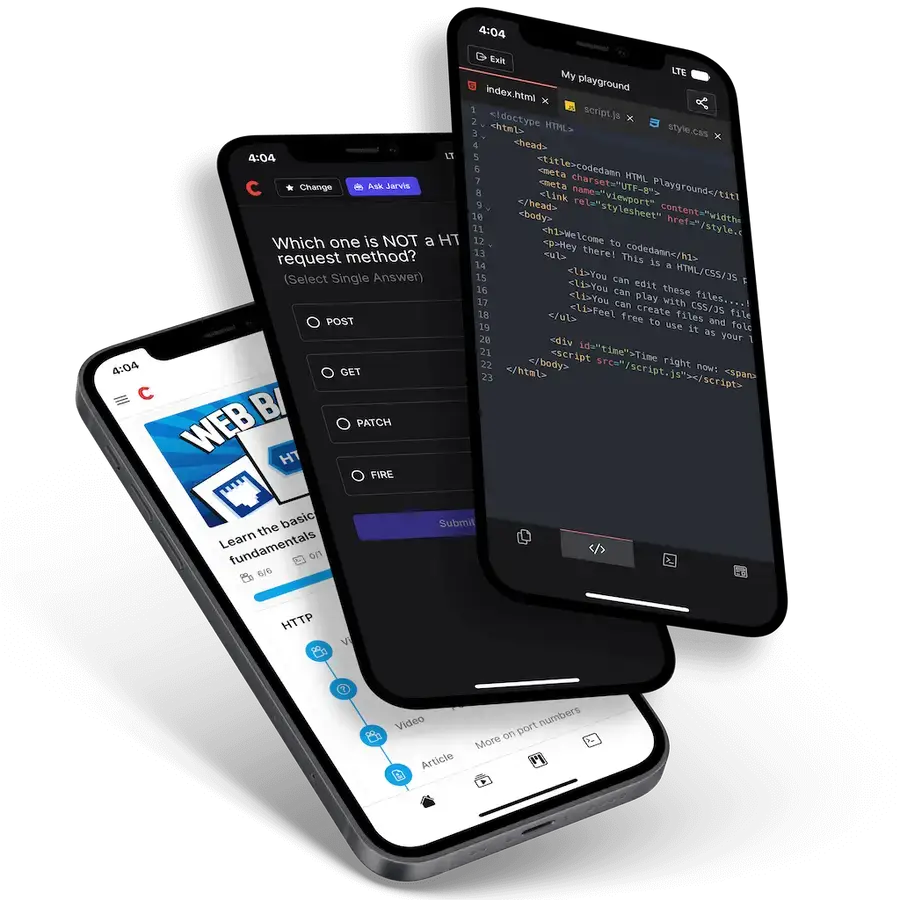 4:04
LTE
Exit
My playground
index.html
script.js
style.css
1 <!doctype HTML>
2 <html>
3
4 <head>
5 <title>codedamn HTML Playground</titl
6 <meta charset="UTF-8">
7 <meta name="viewport" content="width=
8 <link rel="stylesheet" href="/style.c
9 </head>
10 <body>
11 <h1>Welcome to codedamn</h1>
12 <p>Hey there! This is a HTML/CSS/JS p
13 <ul>
14 <li>You can edit these files....!
15 <li>You can play with CSS/JS file
16 <li>You can create files and fol
17 <li>Feel free to use it as your l
18 </ul>
19
20 <div id="time">Time right now: <span>
21 <script src="/script.js"></script>
22 </body>
23 </html>
4:04
LT
Change
Ask Jarvis
Which one is NOT a HT
request method?
(Select Single Answer)
POST
GET
PATCH
FIRE
Submit
4:04
WEB BA
HT
Learn the basic
fundamentals
6/6
0/1
HTTP
Vi
Video
Article
More on port numbers